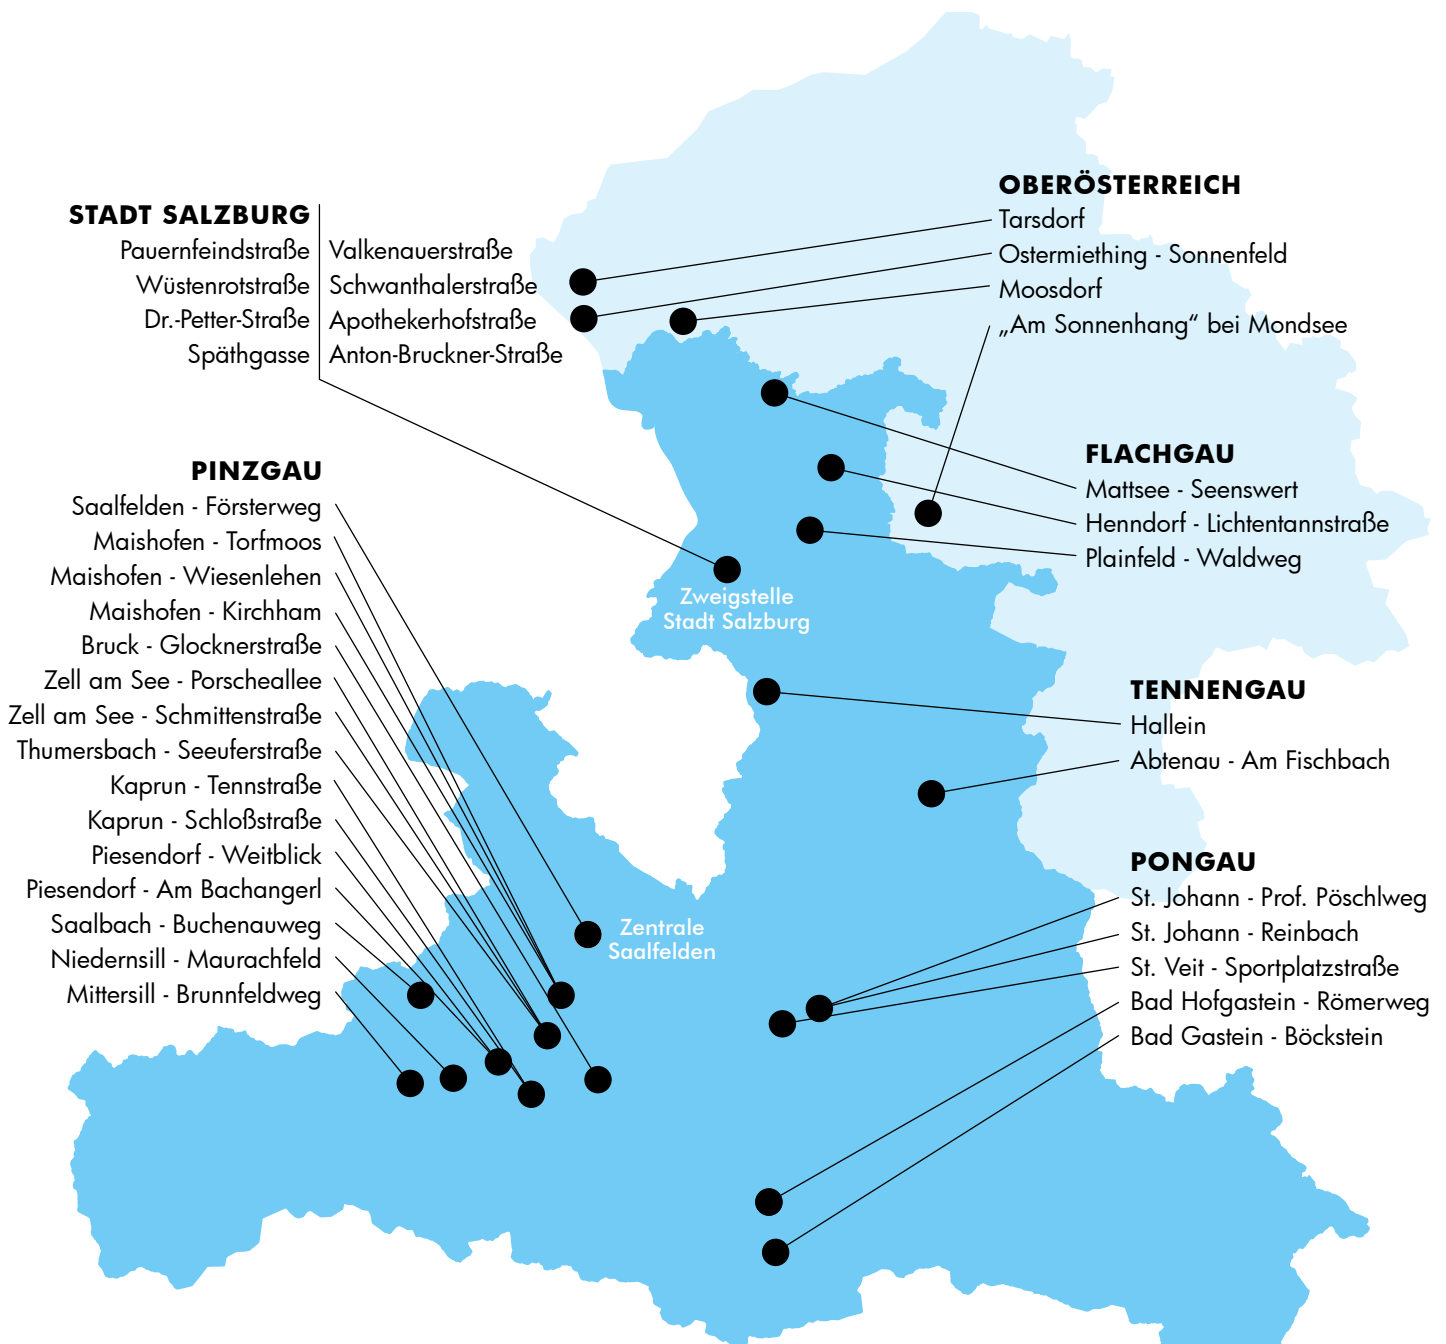 STADT SALZBURG
Pauernfeindstraße
Wüstenrotstraße
Dr.-Petter-Straße
Späthgasse
Valkenauerstraße
Schwanthalerstraße
Apothekerhofstraße
Anton-Bruckner-Straße
OBERÖSTERREICH
Tarsdorf
Ostermiething - Sonnenfeld
Moosdorf
„Am Sonnenhang“ bei Mondsee
FLACHGAU
Mattsee - Seenswert
Henndorf - Lichtentannstraße
Plainfeld - Waldweg
PINZGAU
Saalfelden - Försterweg
Maishofen - Torfmoos
Maishofen - Wiesenlehen
Maishofen - Kirchham
Bruck - Glocknerstraße
Zell am See - Porscheallee
Zell am See - Schmittenstraße
Thumersbach - Seeuferstraße
Kaprun - Tennstraße
Kaprun - Schloßstraße
Piesendorf - Weitblick
Piesendorf - Am Bachangerl
Saalbach - Buchenauweg
Niedernsill - Maurachfeld
Mittersill - Brunnfeldweg
Zweigstelle
Stadt Salzburg
Zentrale
Saalfelden
TENNENGAU
Hallein
Abtenau - Am Fischbach
PONGAU
St. Johann - Prof. Pöschlweg
St. Johann - Reinbach
St. Veit - Sportplatzstraße
Bad Hofgastein - Römerweg
Bad Gastein - Böckstein